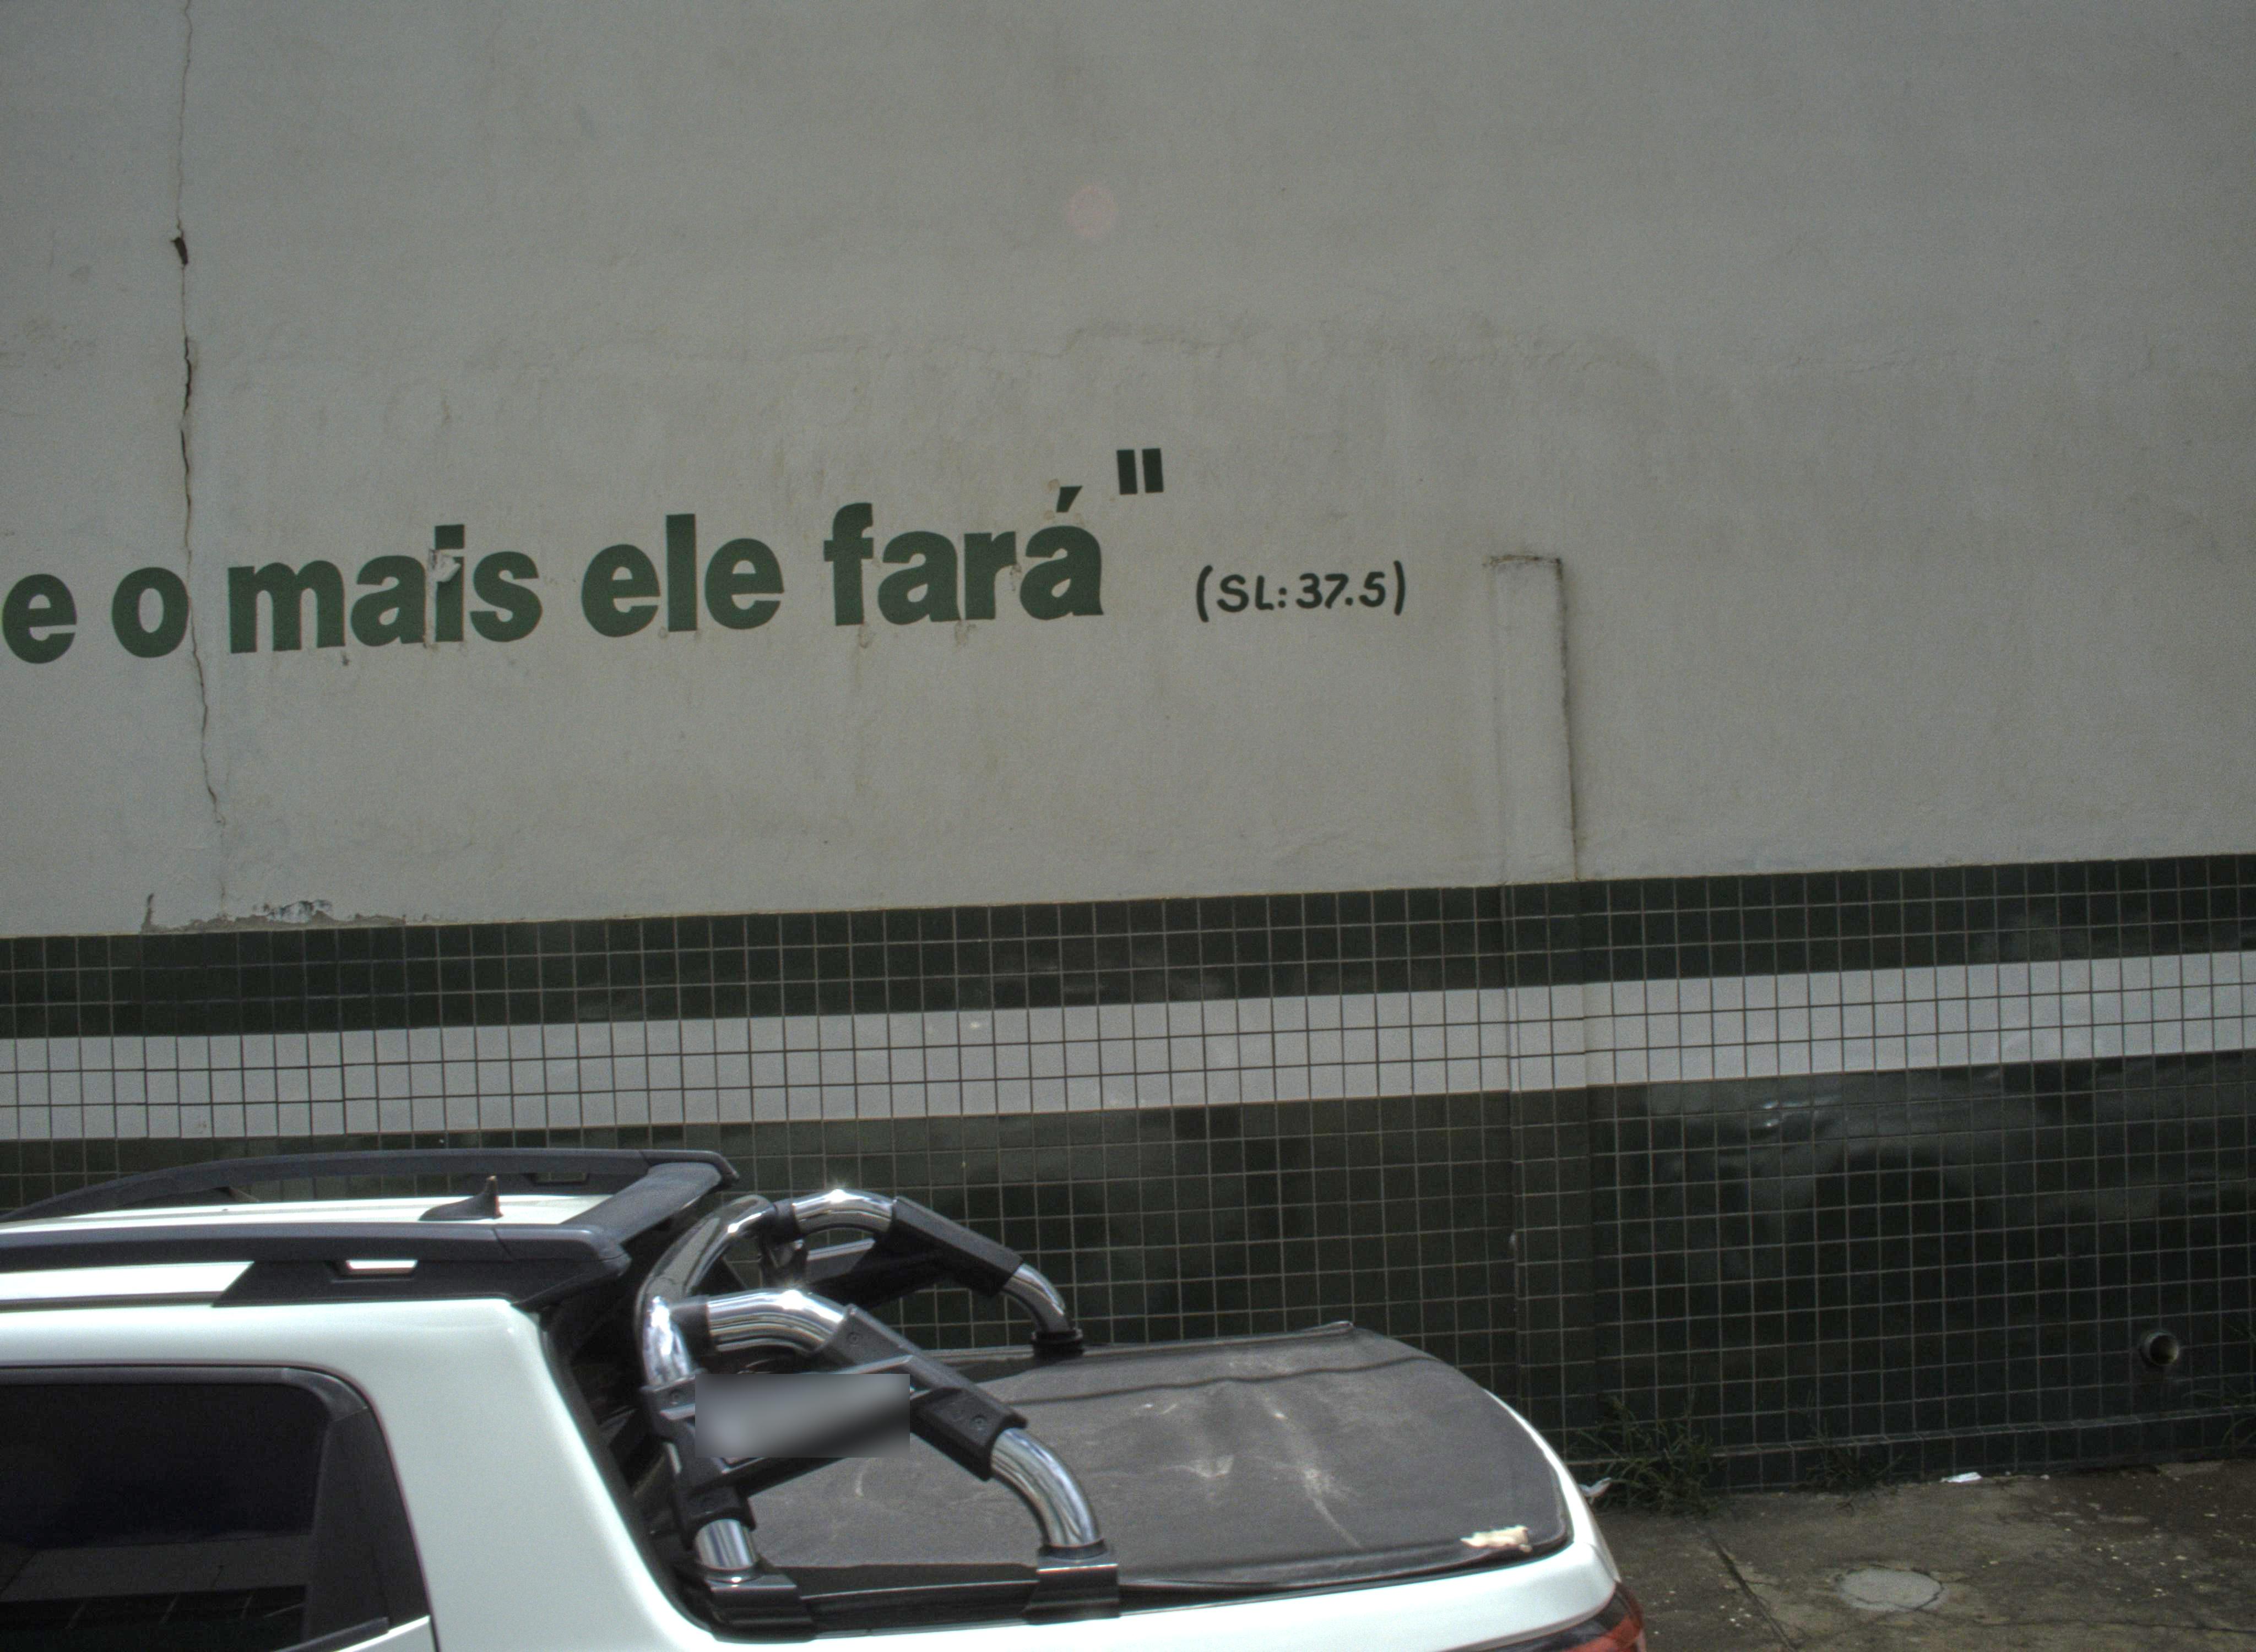 e o mais ele fará" (SL: 37.5)